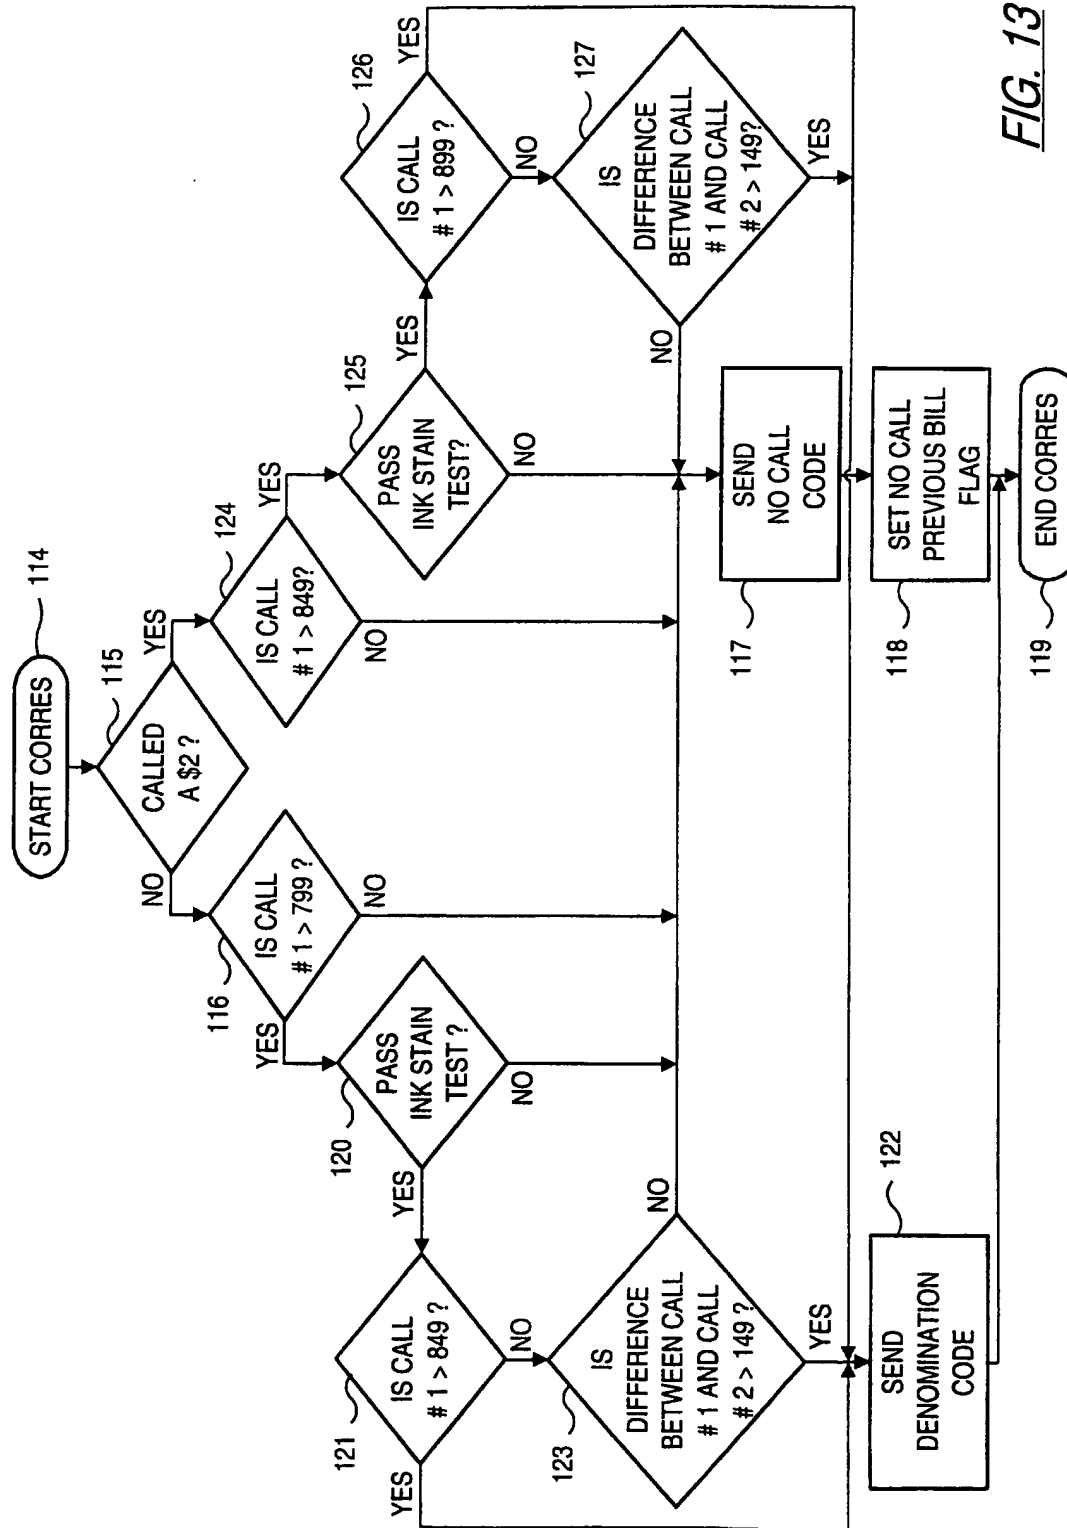 START CORRES
114
CALLED
A $2 ?
115
NO
YES
IS CALL
# 1 > 799 ?
116
YES
NO
IS CALL
# 1 > 849?
124
YES
NO
PASS
INK STAIN
TEST ?
120
YES
NO
PASS
INK STAIN
TEST?
125
YES
NO
IS CALL
# 1 > 849 ?
121
YES
NO
IS CALL
# 1 > 899 ?
126
YES
NO
IS
DIFFERENCE
BETWEEN CALL
# 1 AND CALL
# 2 > 149 ?
123
NO
YES
IS
DIFFERENCE
BETWEEN CALL
# 1 AND CALL
# 2 > 149?
127
NO
YES
SEND
NO CALL
CODE
117
SEND
DENOMINATION
CODE
122
SET NO CALL
PREVIOUS BILL
FLAG
118
END CORRES
119
FIG. 13